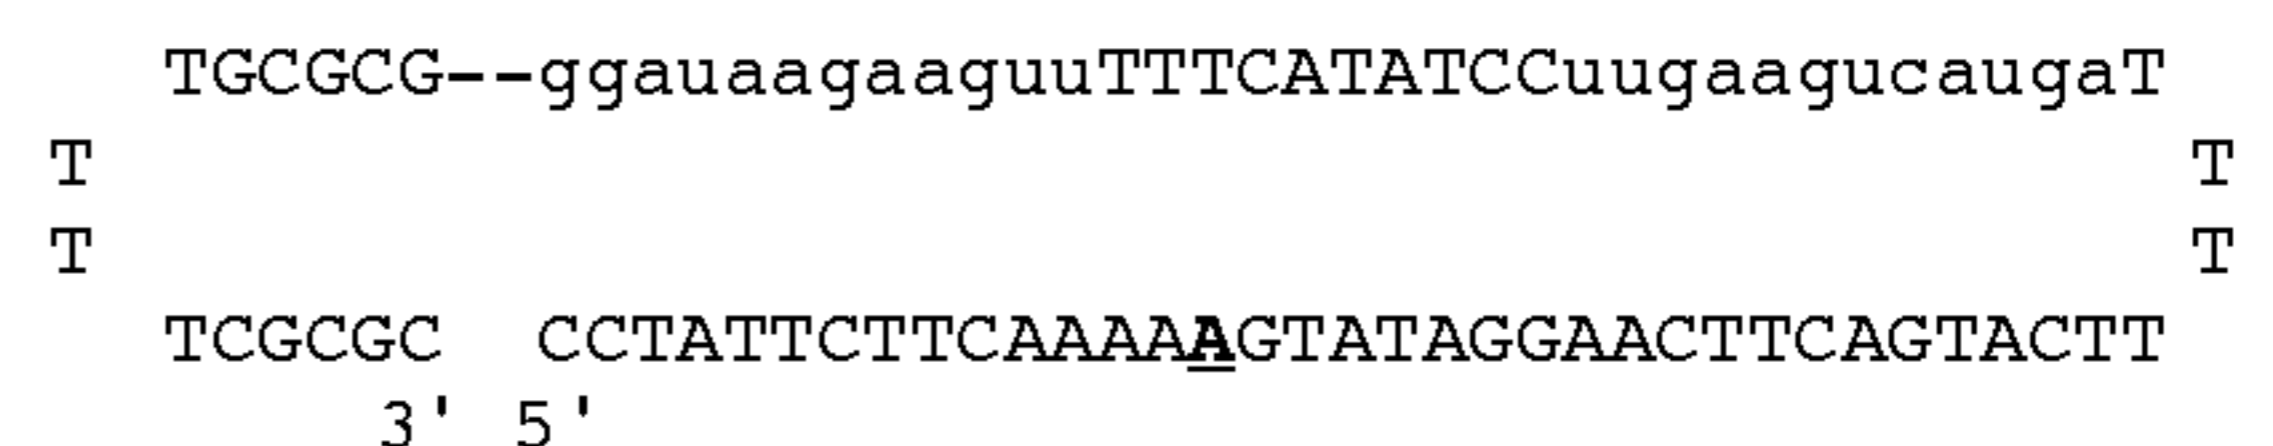 TGCGCG--ggauaagaaguuTTTCATATCCuugaagucaugaT
T T
T T
TCGCGC CCTATTCTTCAAAAAGTATAGGAACTTCAGTACTT
3' 5'